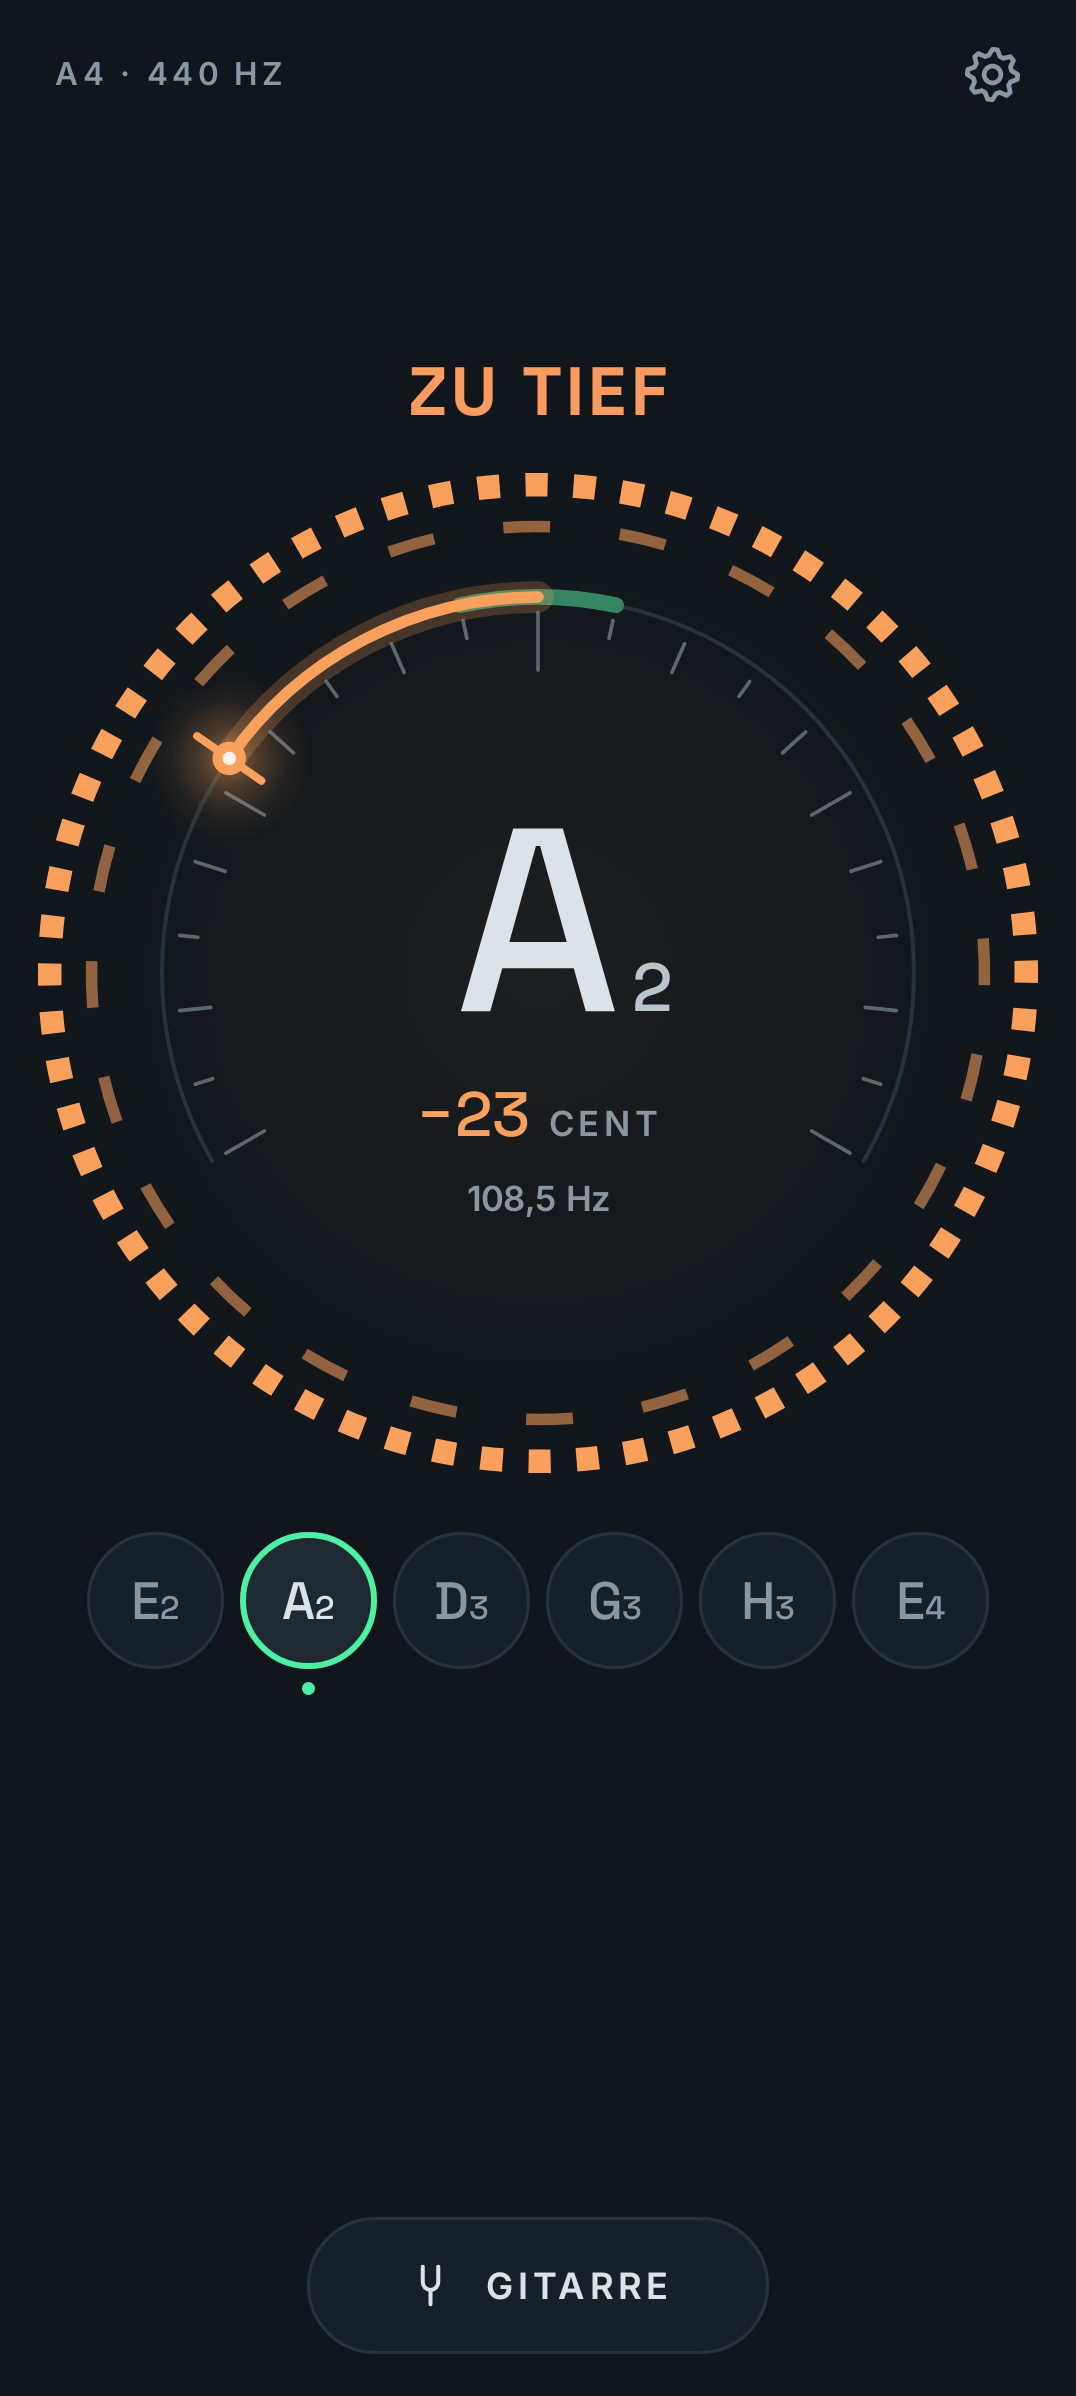 A4 · 440 HZ
ZU TIEF
A2
−23 CENT
108,5 Hz
E2 A2 D3 G3 H3 E4
GITARRE